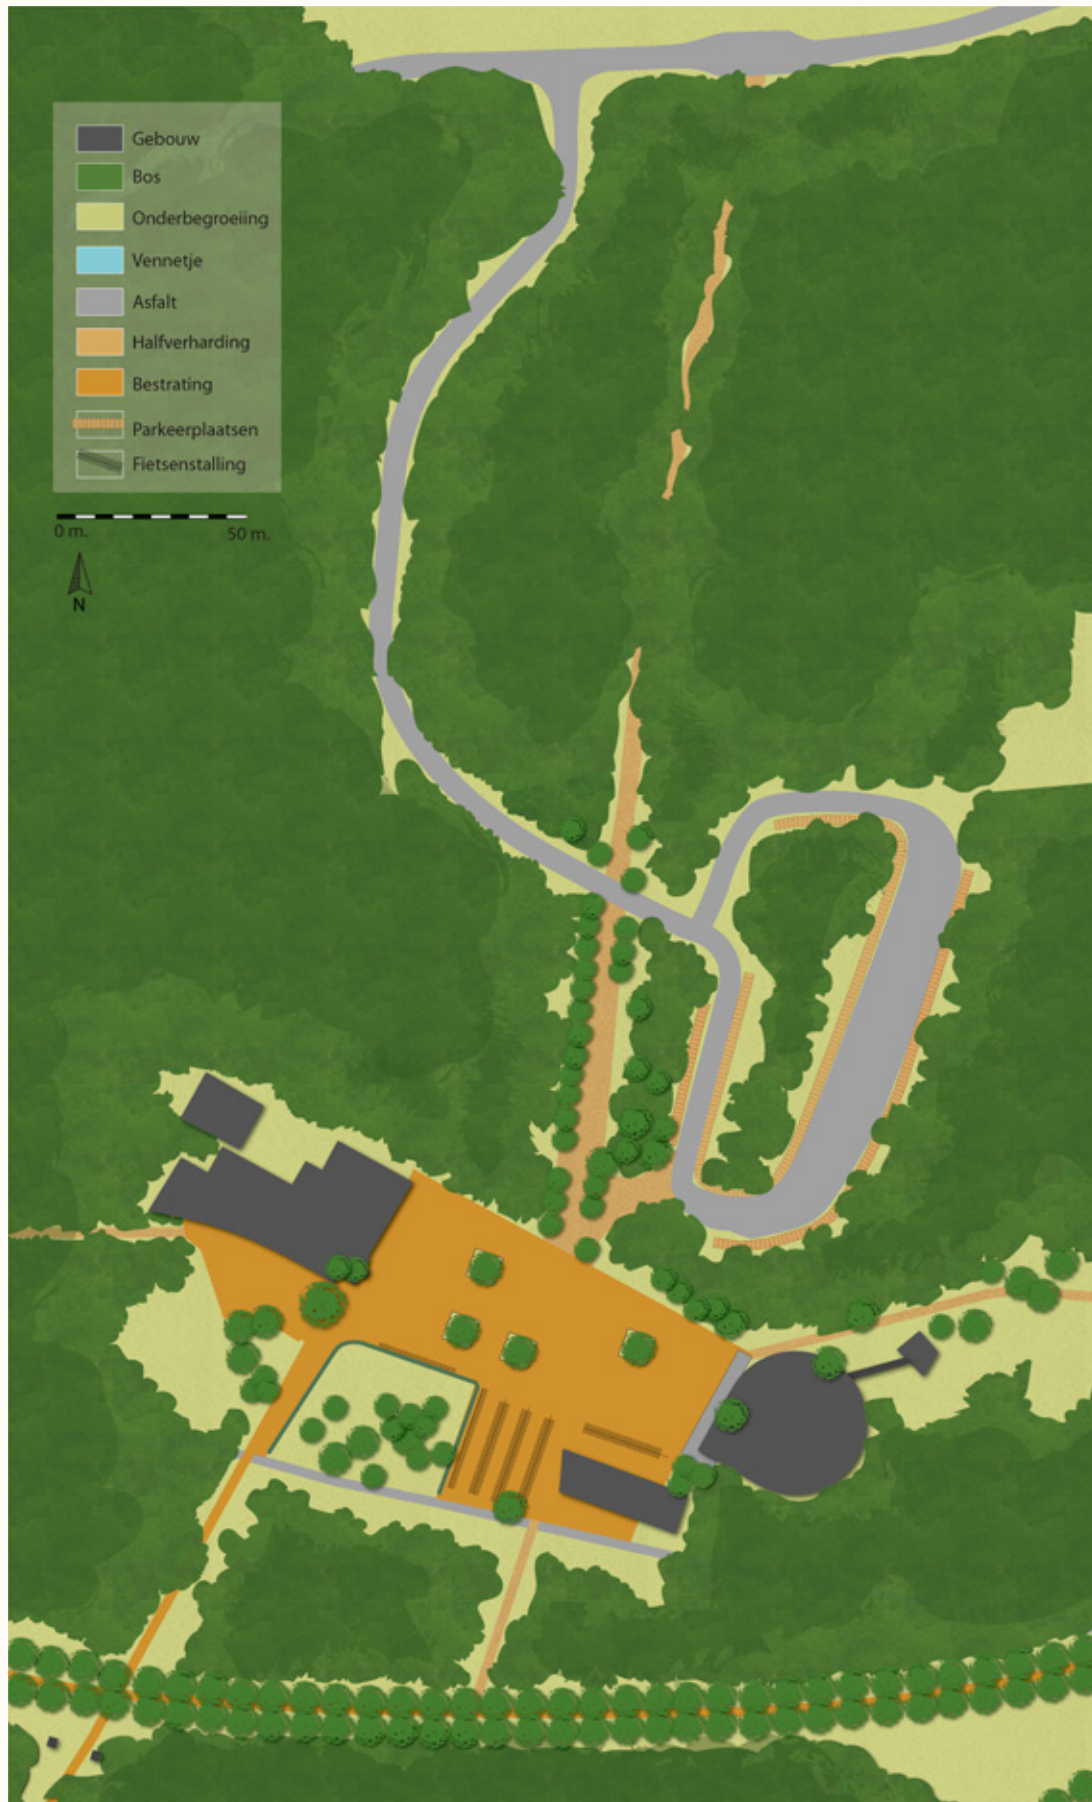 Gebouw
Bos
Onderbegroeiing
Vennetje
Asfalt
Halfverharding
Bestrating
Parkeerplaatsen
Fietsenstalling
0 m. 50 m.
N